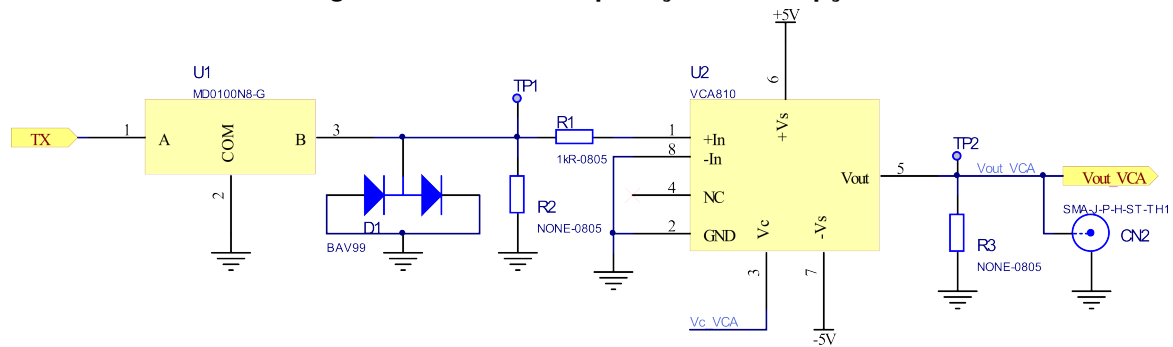 +5V
U1
MD0100N8-G
TX
1
A
COM
B
3
2
TP1
R1
1kR-0805
R2
NONE-0805
D1
BAV99
U2
VCA810
6
+Vs
1
+In
8
-In
4
NC
2
GND
Vc
-Vs
Vout
5
3
7
Vc_VCA
-5V
TP2
Vout_VCA
Vout_VCA
SMA-J-P-H-ST-TH1
CN2
R3
NONE-0805